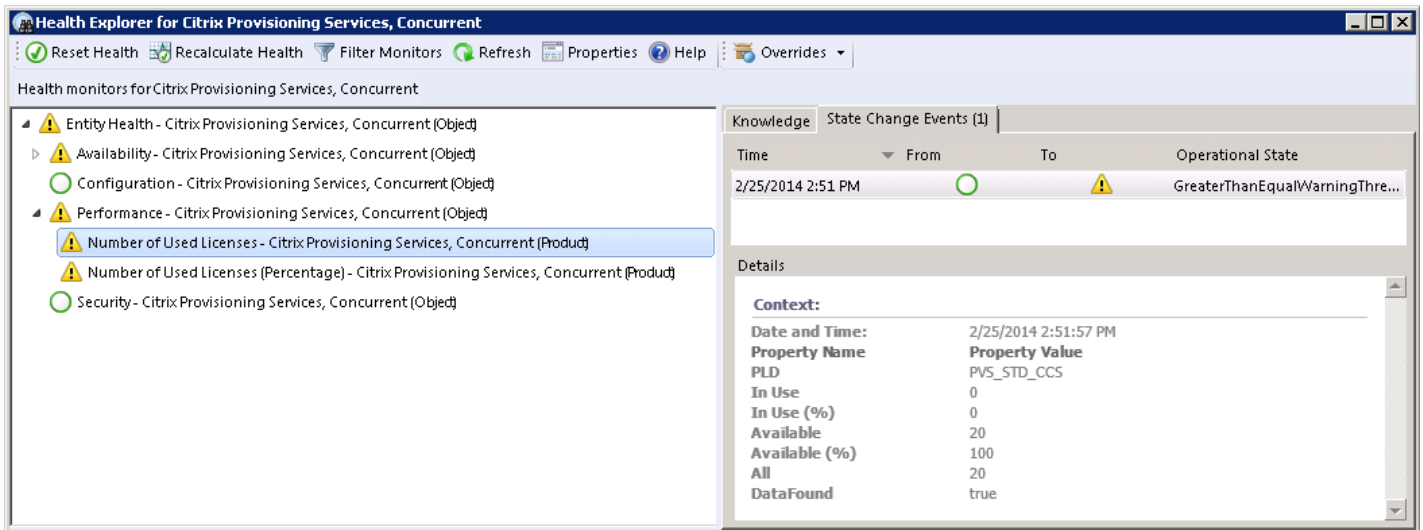 Health Explorer for Citrix Provisioning Services, Concurrent
Reset Health Recalculate Health Filter Monitors Refresh Properties Help Overrides
Health monitors for Citrix Provisioning Services, Concurrent
Entity Health - Citrix Provisioning Services, Concurrent (Object)
Availability - Citrix Provisioning Services, Concurrent (Object)
Configuration - Citrix Provisioning Services, Concurrent (Object)
Performance - Citrix Provisioning Services, Concurrent (Object)
Number of Used Licenses - Citrix Provisioning Services, Concurrent (Product)
Number of Used Licenses (Percentage) - Citrix Provisioning Services, Concurrent (Product)
Security - Citrix Provisioning Services, Concurrent (Object)
Knowledge State Change Events (1)
Time From To Operational State
2/25/2014 2:51 PM GreaterThanEqualWarningThre...
Details
Context:
Date and Time: 2/25/2014 2:51:57 PM
Property Name Property Value
PLD PVS_STD_CCS
In Use 0
In Use (%) 0
Available 20
Available (%) 100
All 20
DataFound true